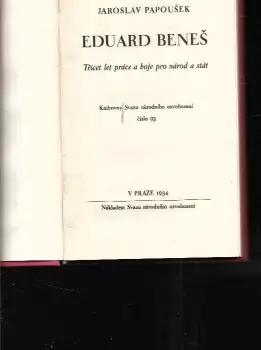 JAROSLAV PAPOUŠEK
EDUARD BENEŠ
Třicet let práce a boje pro národ a stát
Knihovny Svazu národního osvobození
číslo 93
V PRAZE 1934
Nákladem Svazu národního osvobození